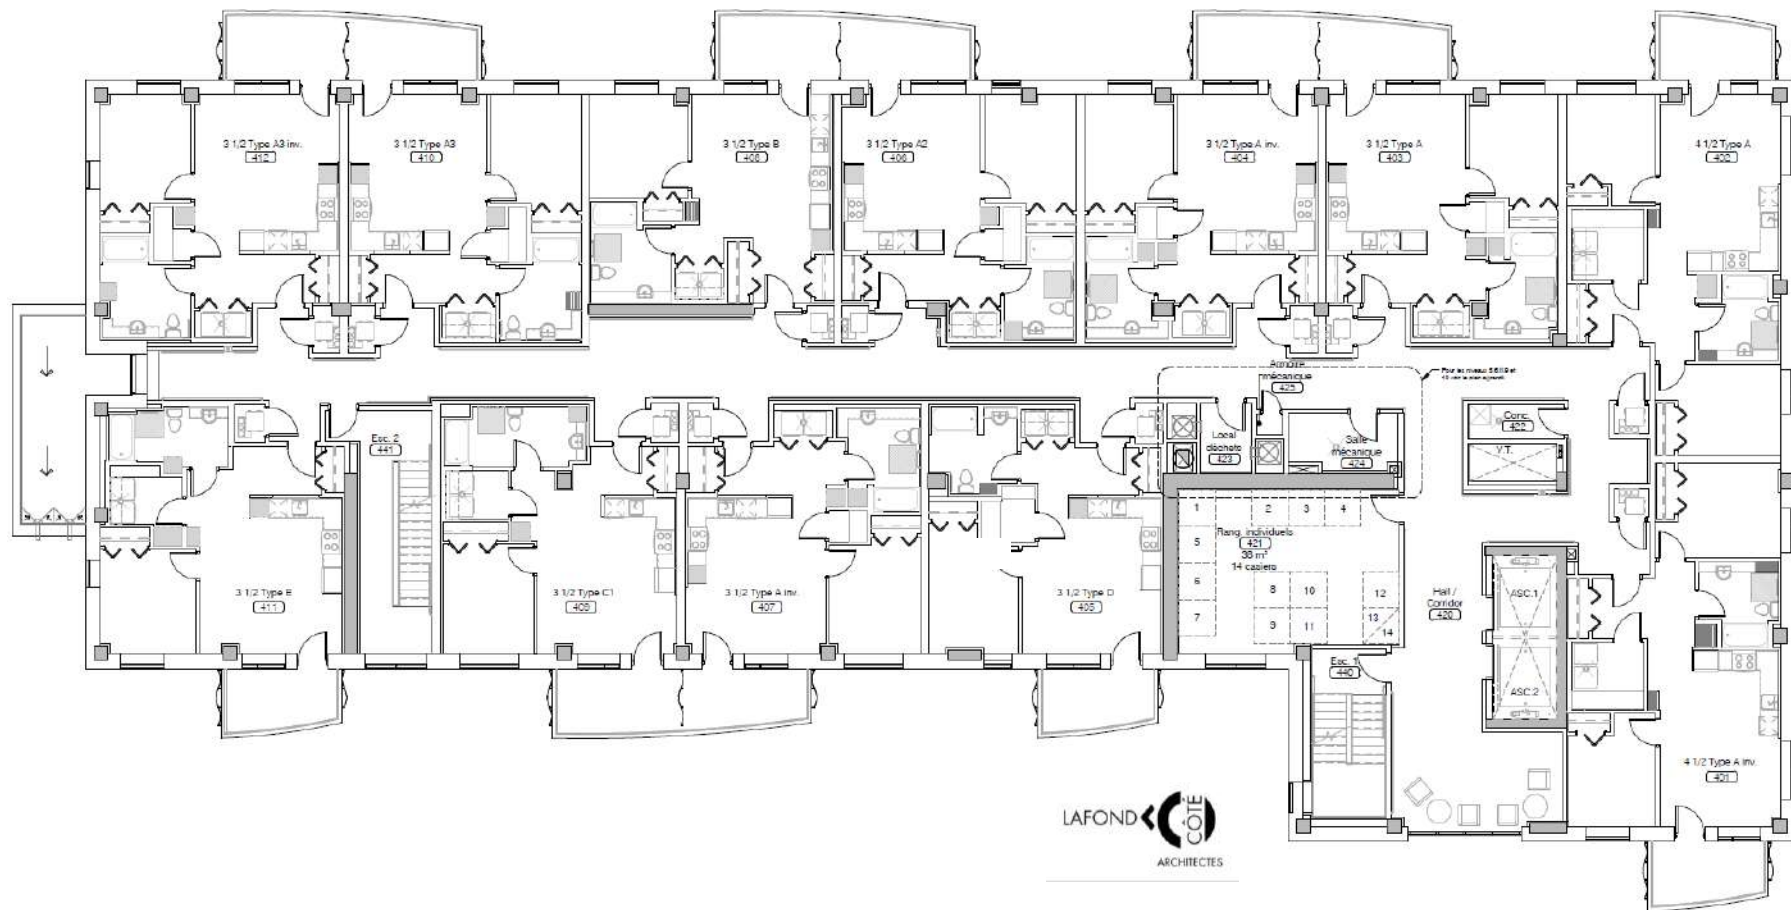 3 1/2 Type A3 inv.
412
3 1/2 Type A3
410
3 1/2 Type B
408
3 1/2 Type A2
406
3 1/2 Type A inv.
404
3 1/2 Type A
403
4 1/2 Type A
402
Armoire
mécanique
425
Esc. 2
441
Local
déchets
423
Salle
mécanique
424
Conc.
422
V.T.
1
2
3
4
Rang. individuels
421
38 m²
14 casiers
5
6
7
8
9
10
11
12
13
14
3 1/2 Type E
411
3 1/2 Type C1
409
3 1/2 Type A inv.
407
3 1/2 Type D
405
Hall /
Corridor
420
ASC.1
ASC.2
Esc. 1
440
4 1/2 Type A inv.
401
LAFOND
CÔTÉ
ARCHITECTES